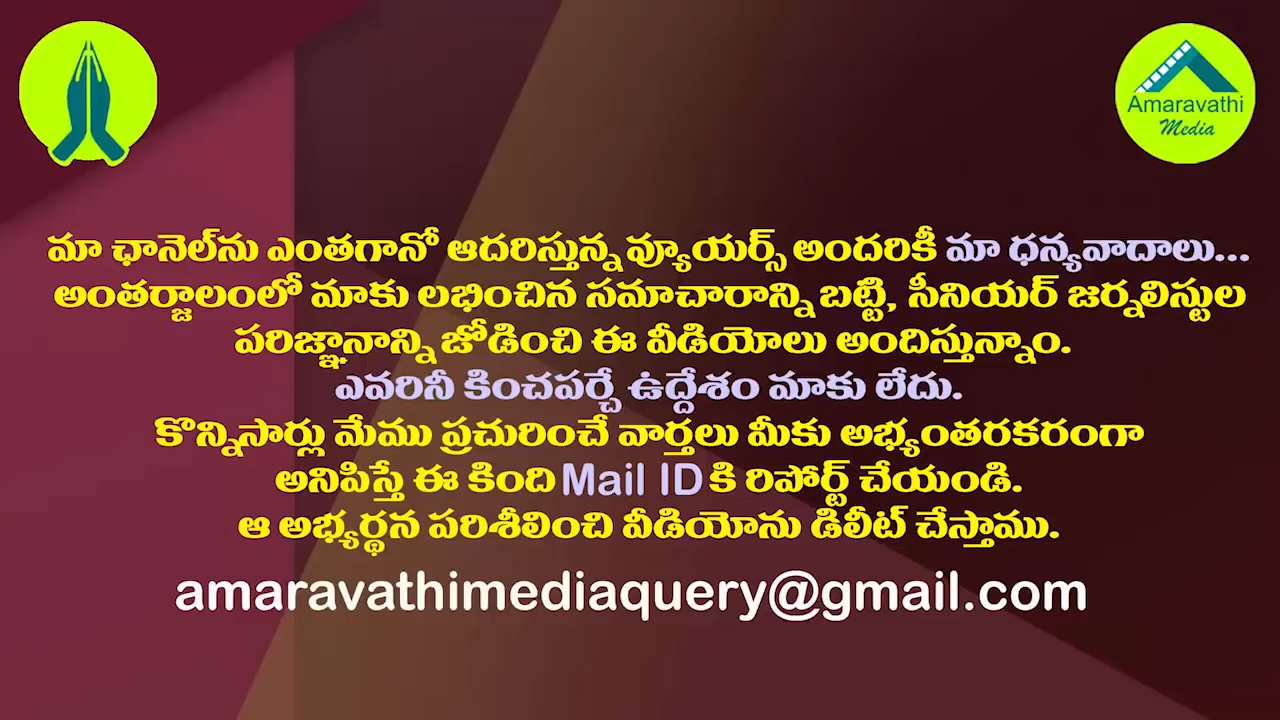 Amaravathi
Media
మా ఛానెల్‌ను ఎంతగానో ఆదరిస్తున్న వ్యూయర్స్ అందరికీ మా ధన్యవాదాలు...
అంతర్జాలంలో మాకు లభించిన సమాచారాన్ని బట్టి, సీనియర్ జర్నలిస్టుల
పరిజ్ఞానాన్ని జోడించి ఈ వీడియోలు అందిస్తున్నాం.
ఎవరినీ కించపర్చే ఉద్దేశం మాకు లేదు.
కొన్నిసార్లు మేము ప్రచురించే వార్తలు మీకు అభ్యంతరకరంగా
అనిపిస్తే ఈ కింది Mail ID కి రిపోర్ట్ చేయండి.
ఆ అభ్యర్థన పరిశీలించి వీడియోను డిలీట్ చేస్తాము.
amaravathimediaquery@gmail.com